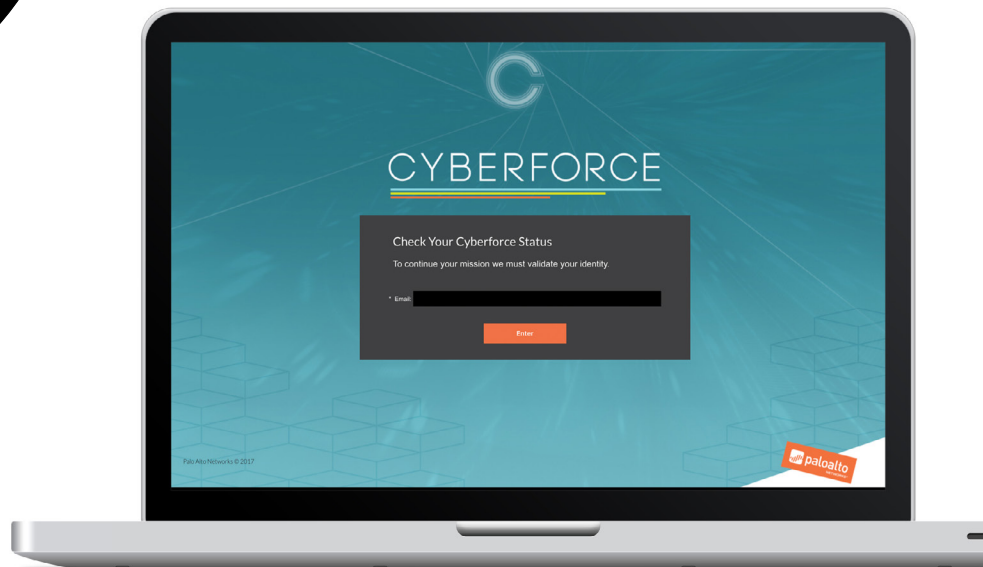 CYBERFORCE
Check Your Cyberforce Status
To continue your mission we must validate your identity.
* Email:
Enter
Palo Alto Networks © 2017
paloalto